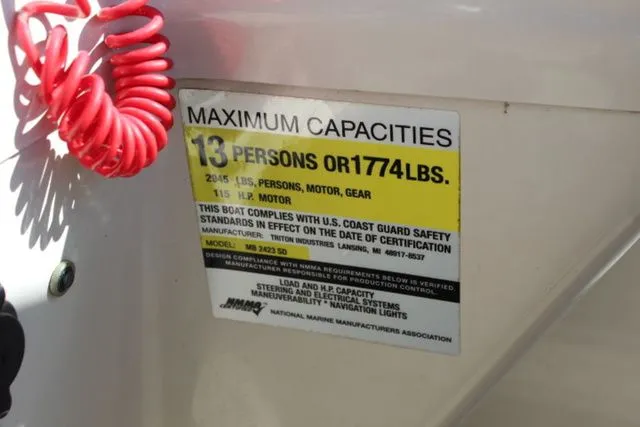 MAXIMUM CAPACITIES
13 PERSONS OR 1774 LBS.
2945 LBS, PERSONS, MOTOR, GEAR
115 H.P. MOTOR
THIS BOAT COMPLIES WITH U.S. COAST GUARD SAFETY
STANDARDS IN EFFECT ON THE DATE OF CERTIFICATION
MANUFACTURER: TRITON INDUSTRIES LANSING, MI 48917-8537
MODEL: MB 2423 SD
DESIGN COMPLIANCE WITH NMMA REQUIREMENTS BELOW IS VERIFIED.
MANUFACTURER RESPONSIBLE FOR PRODUCTION CONTROL.
LOAD AND H.P. CAPACITY
STEERING AND ELECTRICAL SYSTEMS
MANEUVERABILITY * NAVIGATION LIGHTS
NMMA
CERTIFIED
NATIONAL MARINE MANUFACTURERS ASSOCIATION